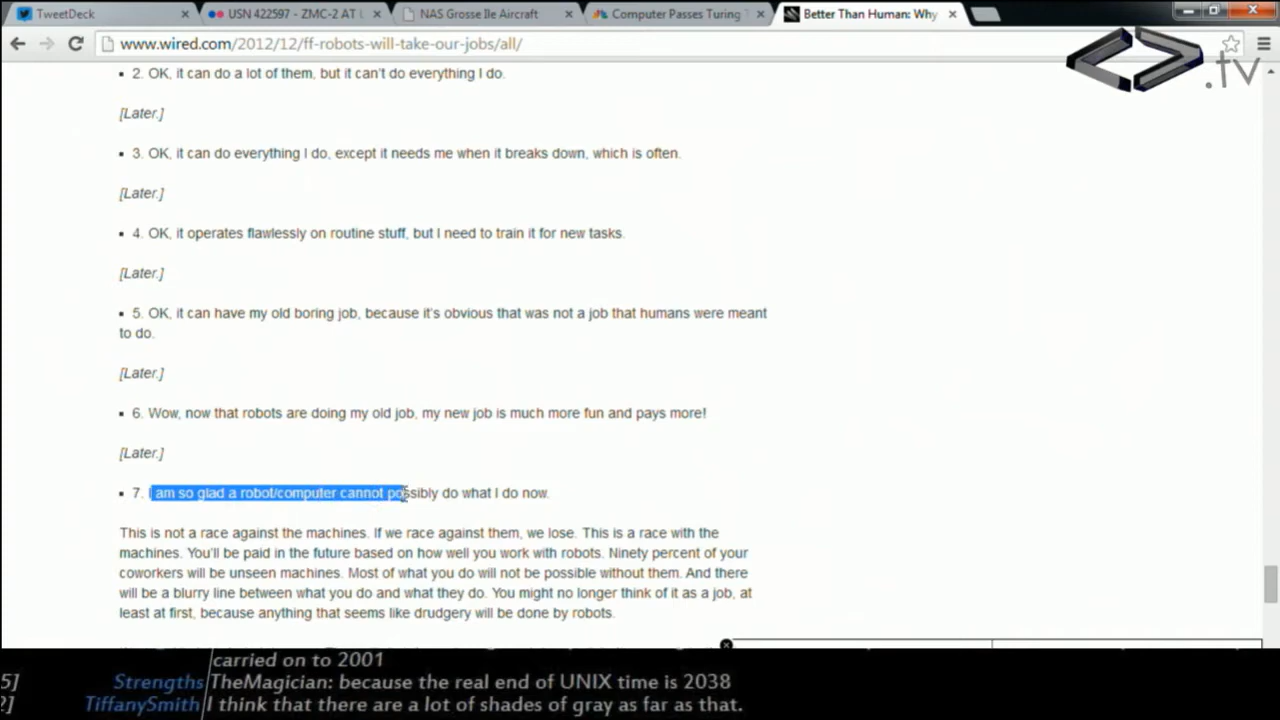 TweetDeck
USN 422597 - ZMC-2 AT L
NAS Grosse Ile Aircraft
Computer Passes Turing T
Better Than Human: Why
www.wired.com/2012/12/ff-robots-will-take-our-jobs/all/
.tv
2. OK, it can do a lot of them, but it can't do everything I do.
[Later.]
3. OK, it can do everything I do, except it needs me when it breaks down, which is often.
[Later.]
4. OK, it operates flawlessly on routine stuff, but I need to train it for new tasks.
[Later.]
5. OK, it can have my old boring job, because it's obvious that was not a job that humans were meant
to do.
[Later.]
6. Wow, now that robots are doing my old job, my new job is much more fun and pays more!
[Later.]
7. I am so glad a robot/computer cannot possibly do what I do now.
This is not a race against the machines. If we race against them, we lose. This is a race with the
machines. You'll be paid in the future based on how well you work with robots. Ninety percent of your
coworkers will be unseen machines. Most of what you do will not be possible without them. And there
will be a blurry line between what you do and what they do. You might no longer think of it as a job, at
least at first, because anything that seems like drudgery will be done by robots.
carried on to 2001
5] Strengths TheMagician: because the real end of UNIX time is 2038
2] TiffanySmith I think that there are a lot of shades of gray as far as that.